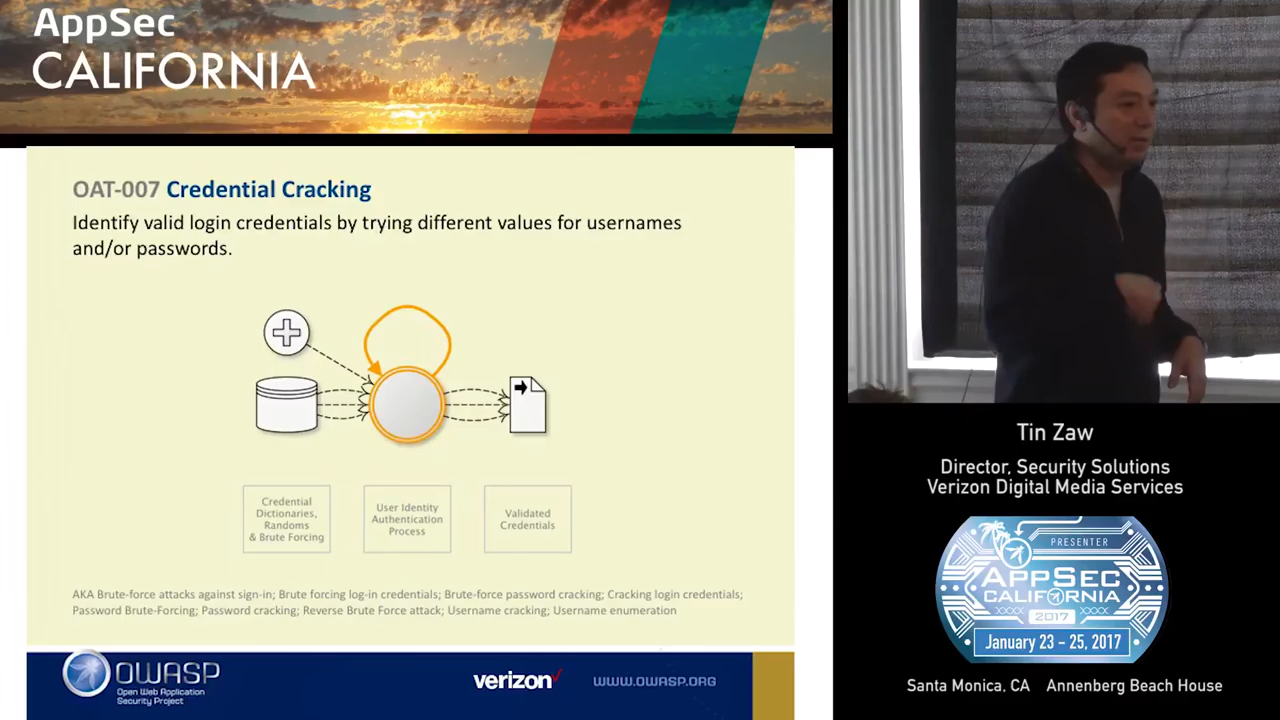 AppSec
CALIFORNIA
OAT-007 Credential Cracking
Identify valid login credentials by trying different values for usernames
and/or passwords.
Credential
Dictionaries,
Randoms
& Brute Forcing
User Identity
Authentication
Process
Validated
Credentials
AKA Brute-force attacks against sign-in; Brute forcing log-in credentials; Brute-force password cracking; Cracking login credentials;
Password Brute-Forcing; Password cracking; Reverse Brute Force attack; Username cracking; Username enumeration
OWASP
Open Web Application
Security Project
verizon
WWW.OWASP.ORG
Tin Zaw
Director, Security Solutions
Verizon Digital Media Services
PRESENTER
APPSEC
CALIFORNIA
2017
January 23 - 25, 2017
Santa Monica, CA Annenberg Beach House